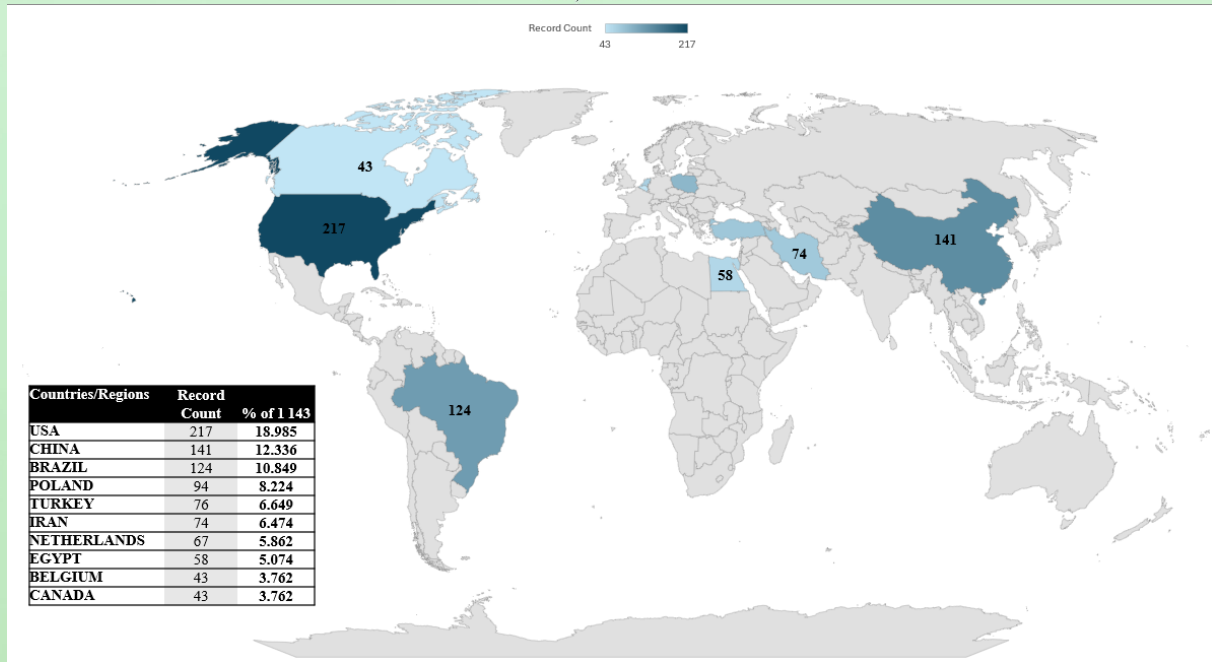 Record Count
43 217
43
217
141
74
58
124
Countries/Regions Record Count % of 1 143
USA 217 18.985
CHINA 141 12.336
BRAZIL 124 10.849
POLAND 94 8.224
TURKEY 76 6.649
IRAN 74 6.474
NETHERLANDS 67 5.862
EGYPT 58 5.074
BELGIUM 43 3.762
CANADA 43 3.762